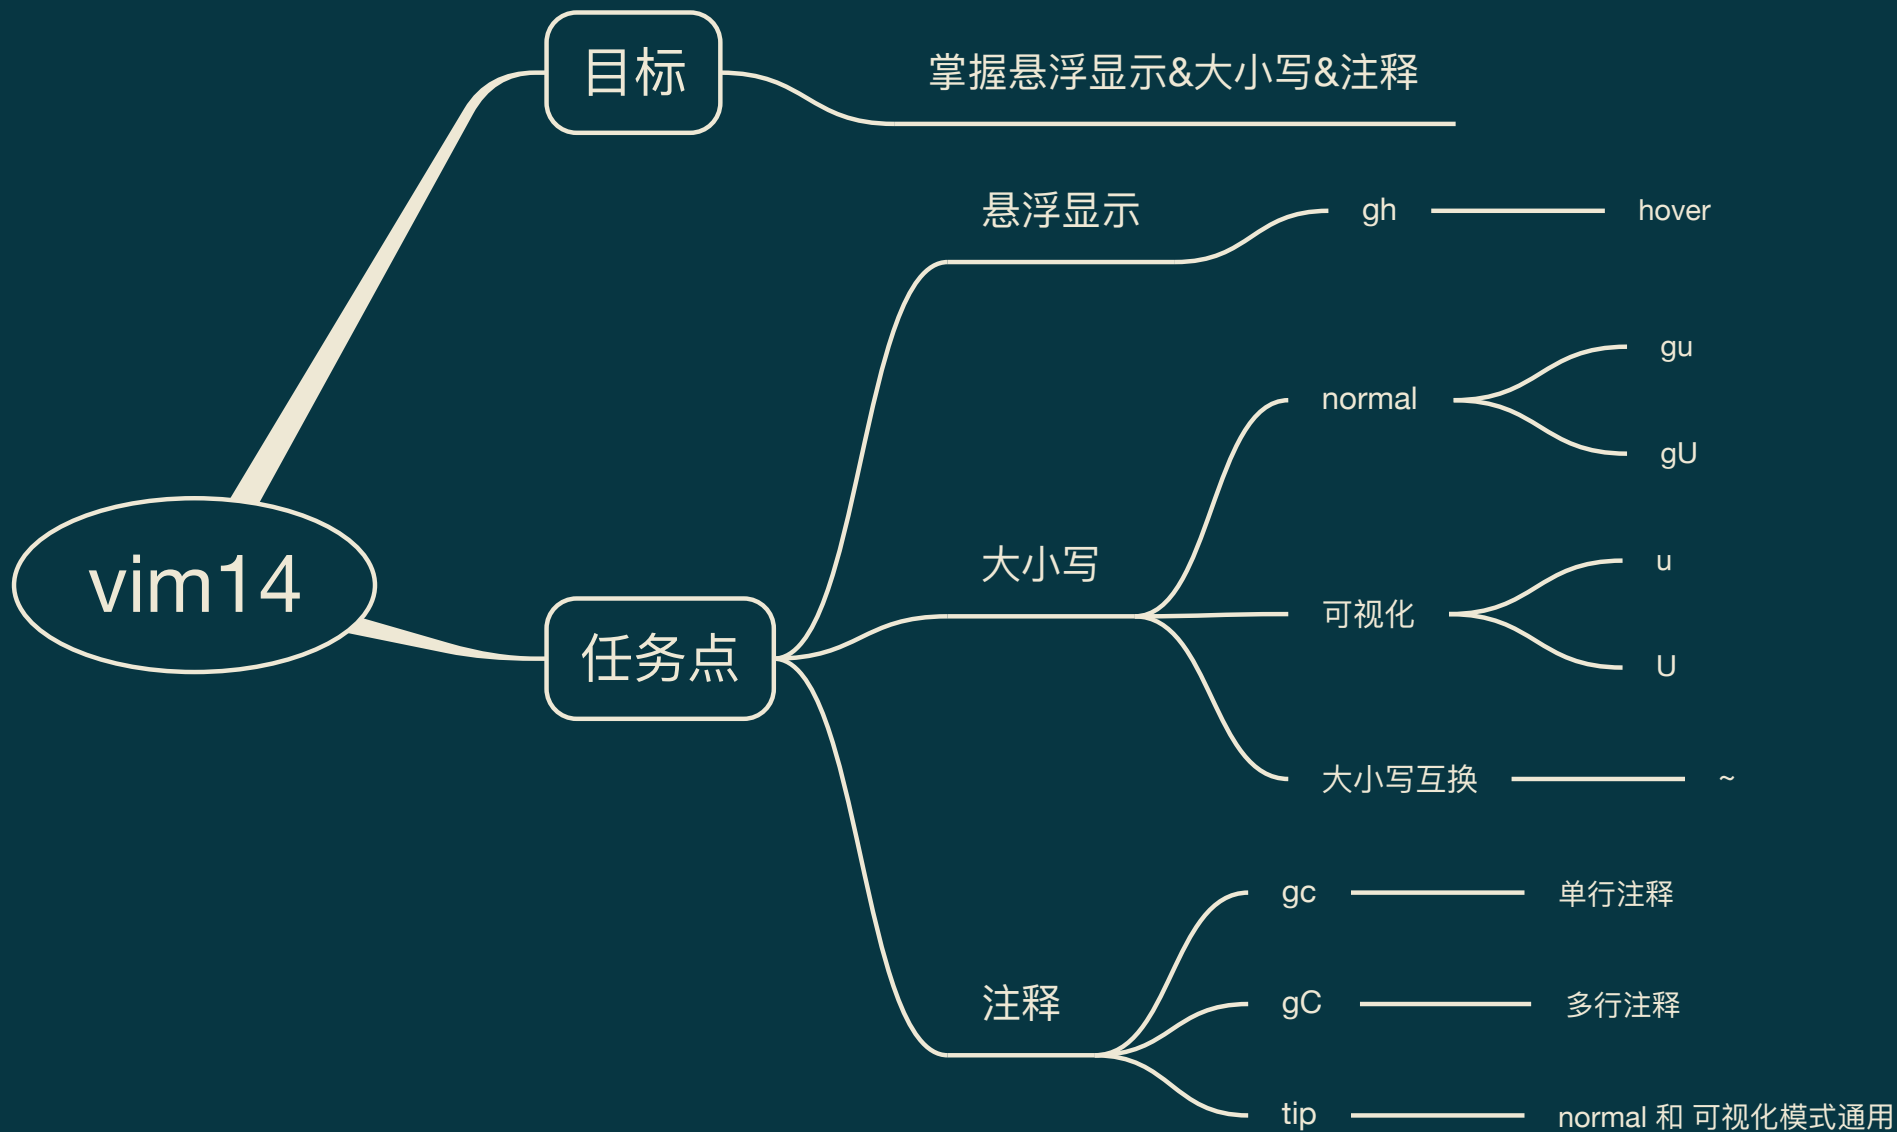 vim14
目标
掌握悬浮显示&大小写&注释
任务点
悬浮显示
gh
hover
大小写
normal
gu
gU
可视化
u
U
大小写互换
~
注释
gc
单行注释
gC
多行注释
tip
normal 和 可视化模式通用